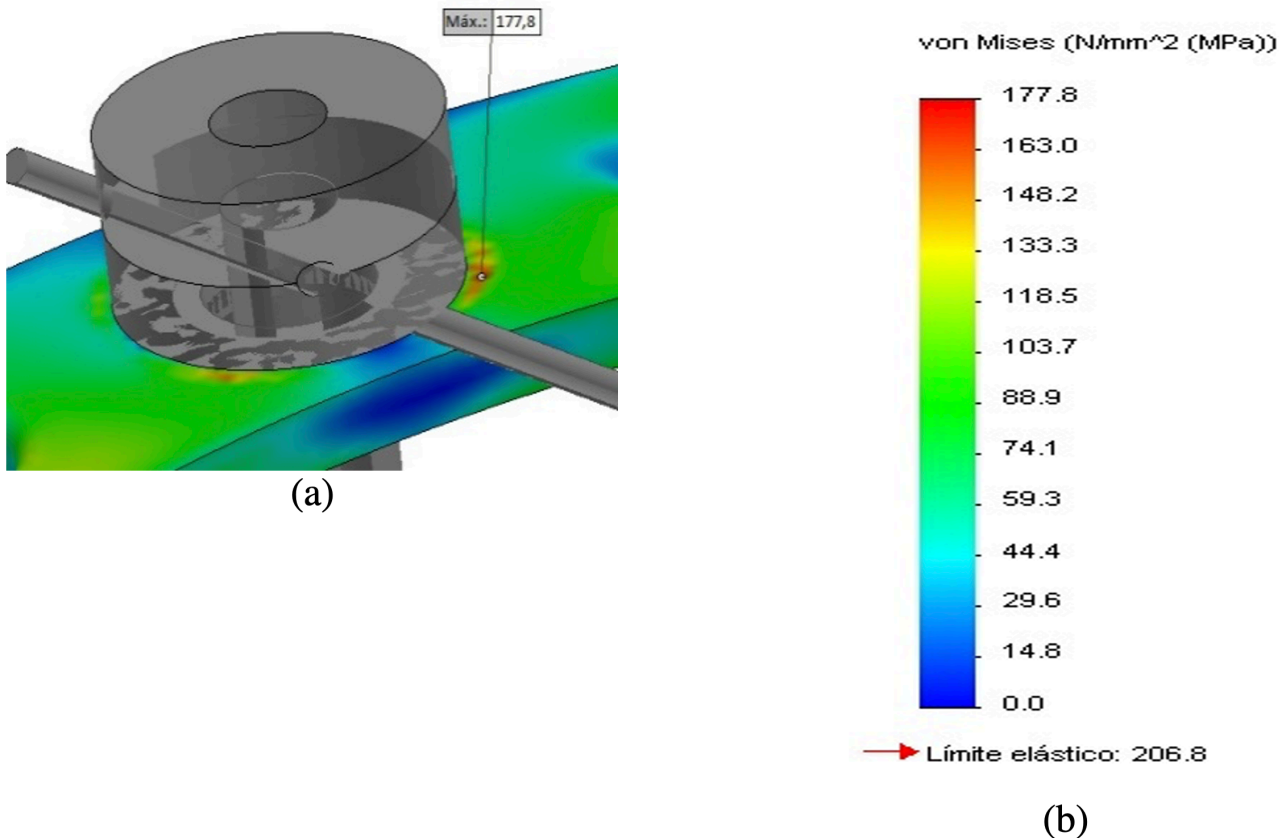 Máx.: 177,8
(a)
von Mises (N/mm^2 (MPa))
177.8
163.0
148.2
133.3
118.5
103.7
88.9
74.1
59.3
44.4
29.6
14.8
0.0
Límite elástico: 206.8
(b)